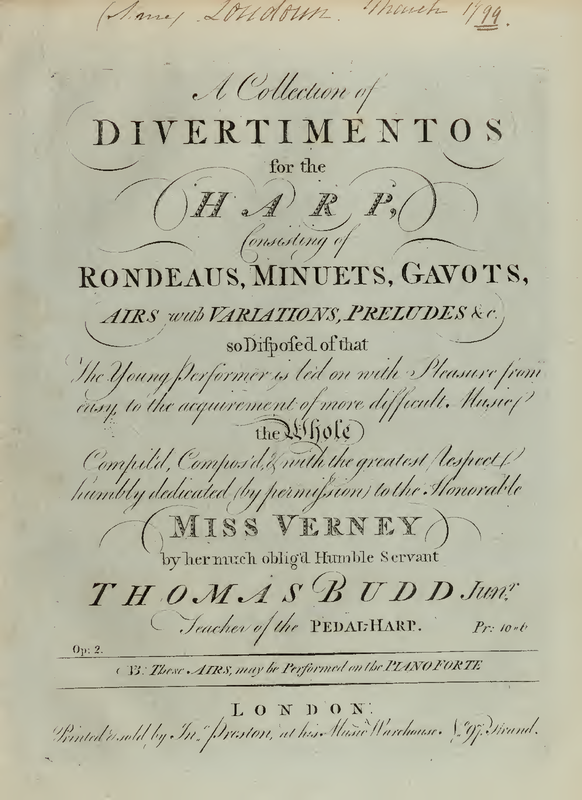 Loudoun. March 1799.
A Collection of
DIVERTIMENTOS
for the
HARP,
Consisting of
RONDEAUS, MINUETS, GAVOTS,
AIRS with VARIATIONS, PRELUDES &c.
so Disposed of that
The Young Performer is led on with Pleasure from
easy, to the acquirement of more difficult Music,
the Whole
Compil'd, Compos'd, & with the greatest Respect
humbly dedicated (by permission) to the Honorable
MISS VERNEY
by her much oblig'd Humble Servant
THOMAS BUDD Junr.
Teacher of the PEDAL-HARP. Pr: 10=6
Op: 2.
NB: These AIRS, may be Performed on the PIANO FORTE
LONDON:
Printed & sold, by Jno. Preston, at his Music Warehouse. No. 97. Strand.